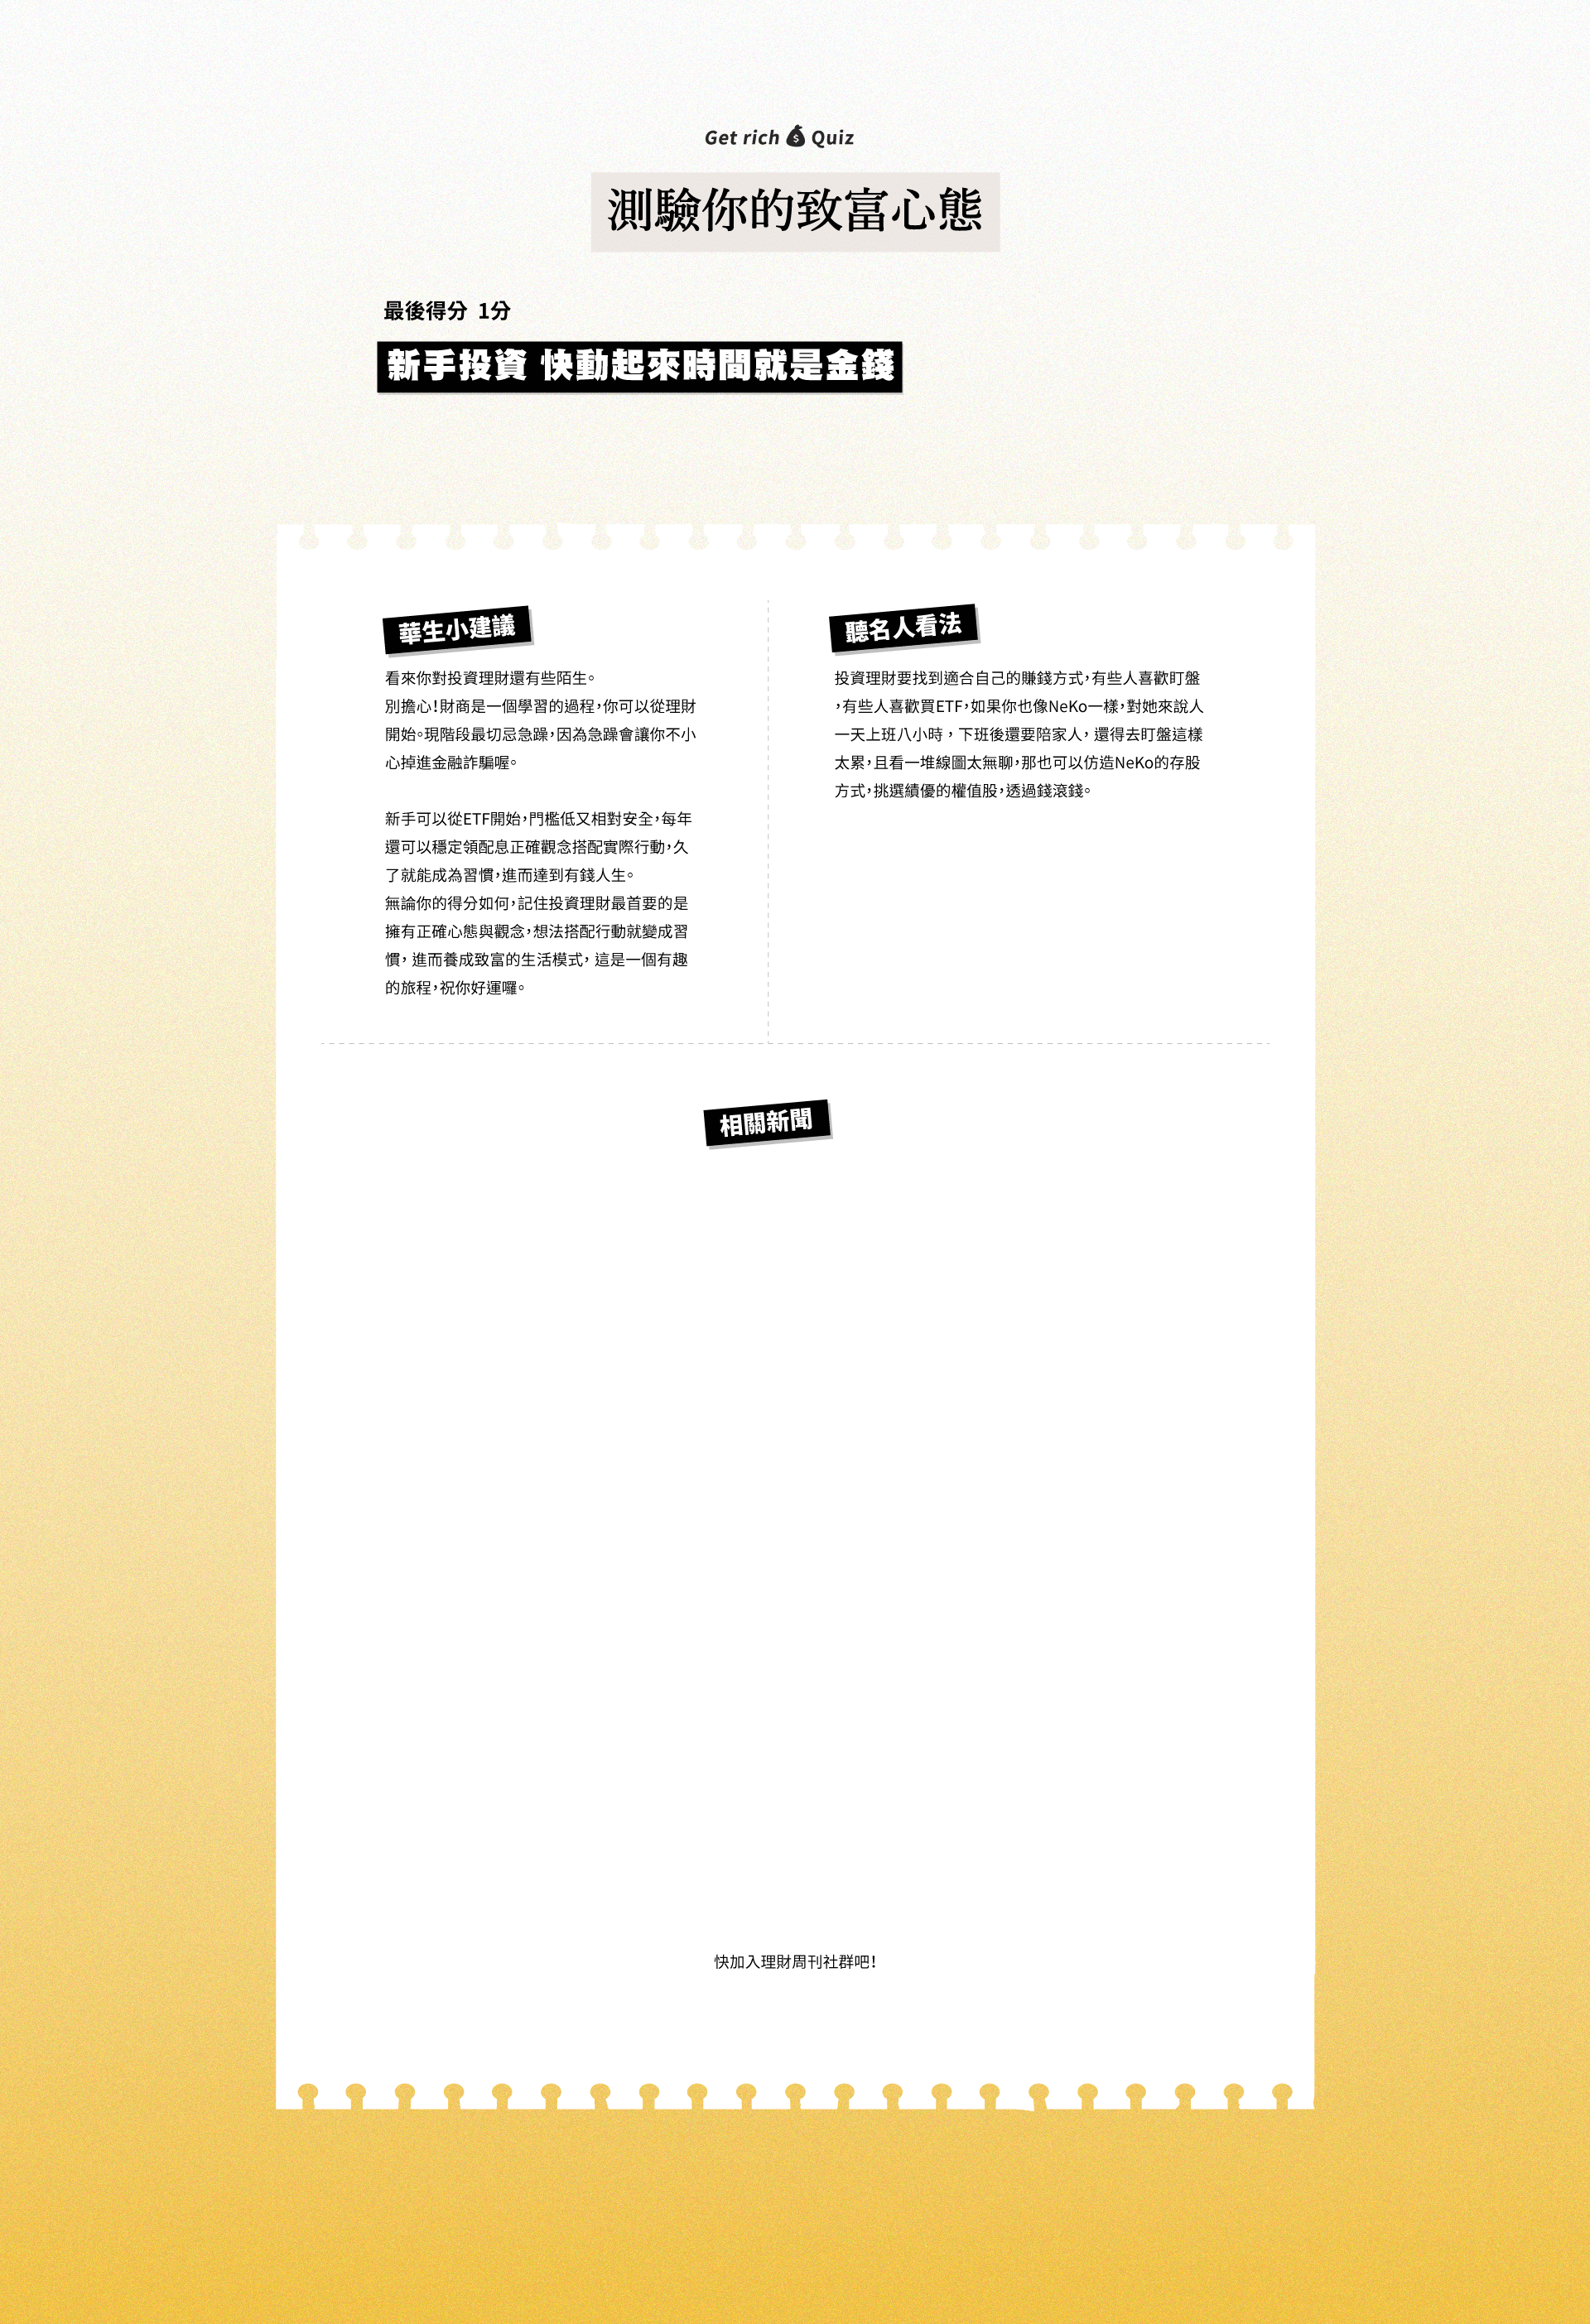 Get rich Quiz
測驗你的致富心態
最後得分 1分
新手投資 快動起來時間就是金錢
華生小建議
看來你對投資理財還有些陌生。
別擔心！財商是一個學習的過程，你可以從理財
開始。現階段最切忌急躁，因為急躁會讓你不小
心掉進金融詐騙喔。
新手可以從ETF開始，門檻低又相對安全，每年
還可以穩定領配息正確觀念搭配實際行動，久
了就能成為習慣，進而達到有錢人生。
無論你的得分如何，記住投資理財最首要的是
擁有正確心態與觀念，想法搭配行動就變成習
慣，進而養成致富的生活模式，這是一個有趣
的旅程，祝你好運囉。
聽名人看法
投資理財要找到適合自己的賺錢方式，有些人喜歡盯盤
，有些人喜歡買ETF，如果你也像NeKo一樣，對她來說人
一天上班八小時，下班後還要陪家人，還得去盯盤這樣
太累，且看一堆線圖太無聊，那也可以仿造NeKo的存股
方式，挑選績優的權值股，透過錢滾錢。
相關新聞
快加入理財周刊社群吧！